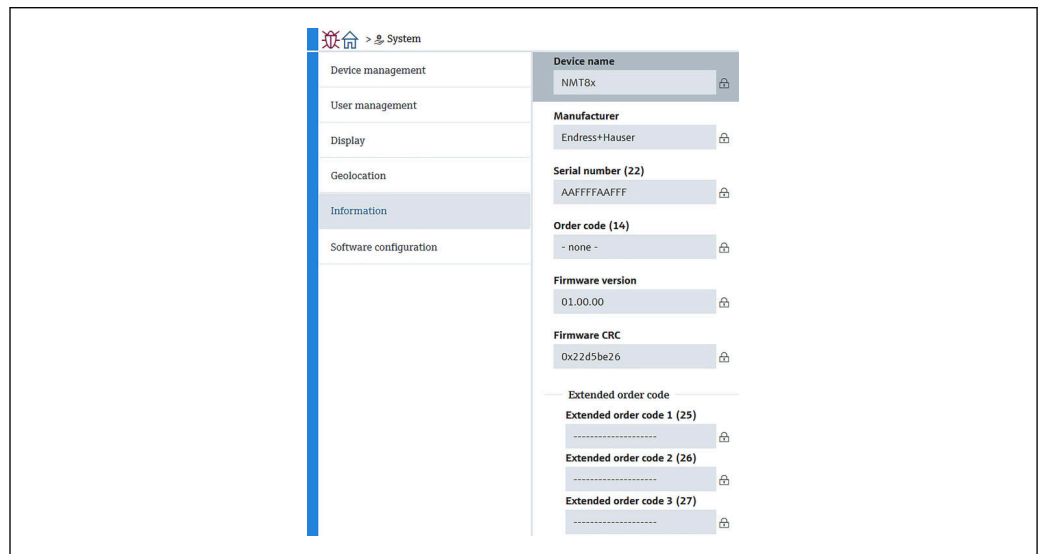 > System
Device management
User management
Display
Geolocation
Information
Software configuration
Device name
NMT8x
Manufacturer
Endress+Hauser
Serial number (22)
AAFFFFAAFFF
Order code (14)
- none -
Firmware version
01.00.00
Firmware CRC
0x22d5be26
Extended order code
Extended order code 1 (25)
--------------------
Extended order code 2 (26)
--------------------
Extended order code 3 (27)
--------------------